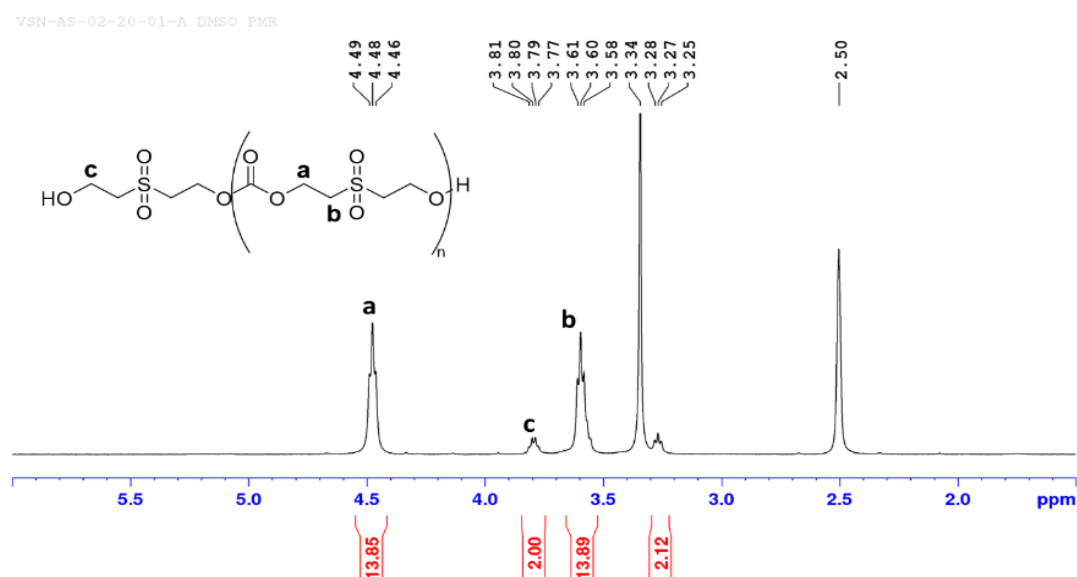 VSN-AS-02-20-01-A DMSO PMR
4.49 4.48 4.46 3.81 3.80 3.79 3.77 3.61 3.60 3.58 3.34 3.28 3.27 3.25 2.50
c O O O a O O
HO S O O S O H
O O b O O
n
a
b
c
5.5 5.0 4.5 4.0 3.5 3.0 2.5 2.0 ppm
13.85 2.00 13.89 2.12